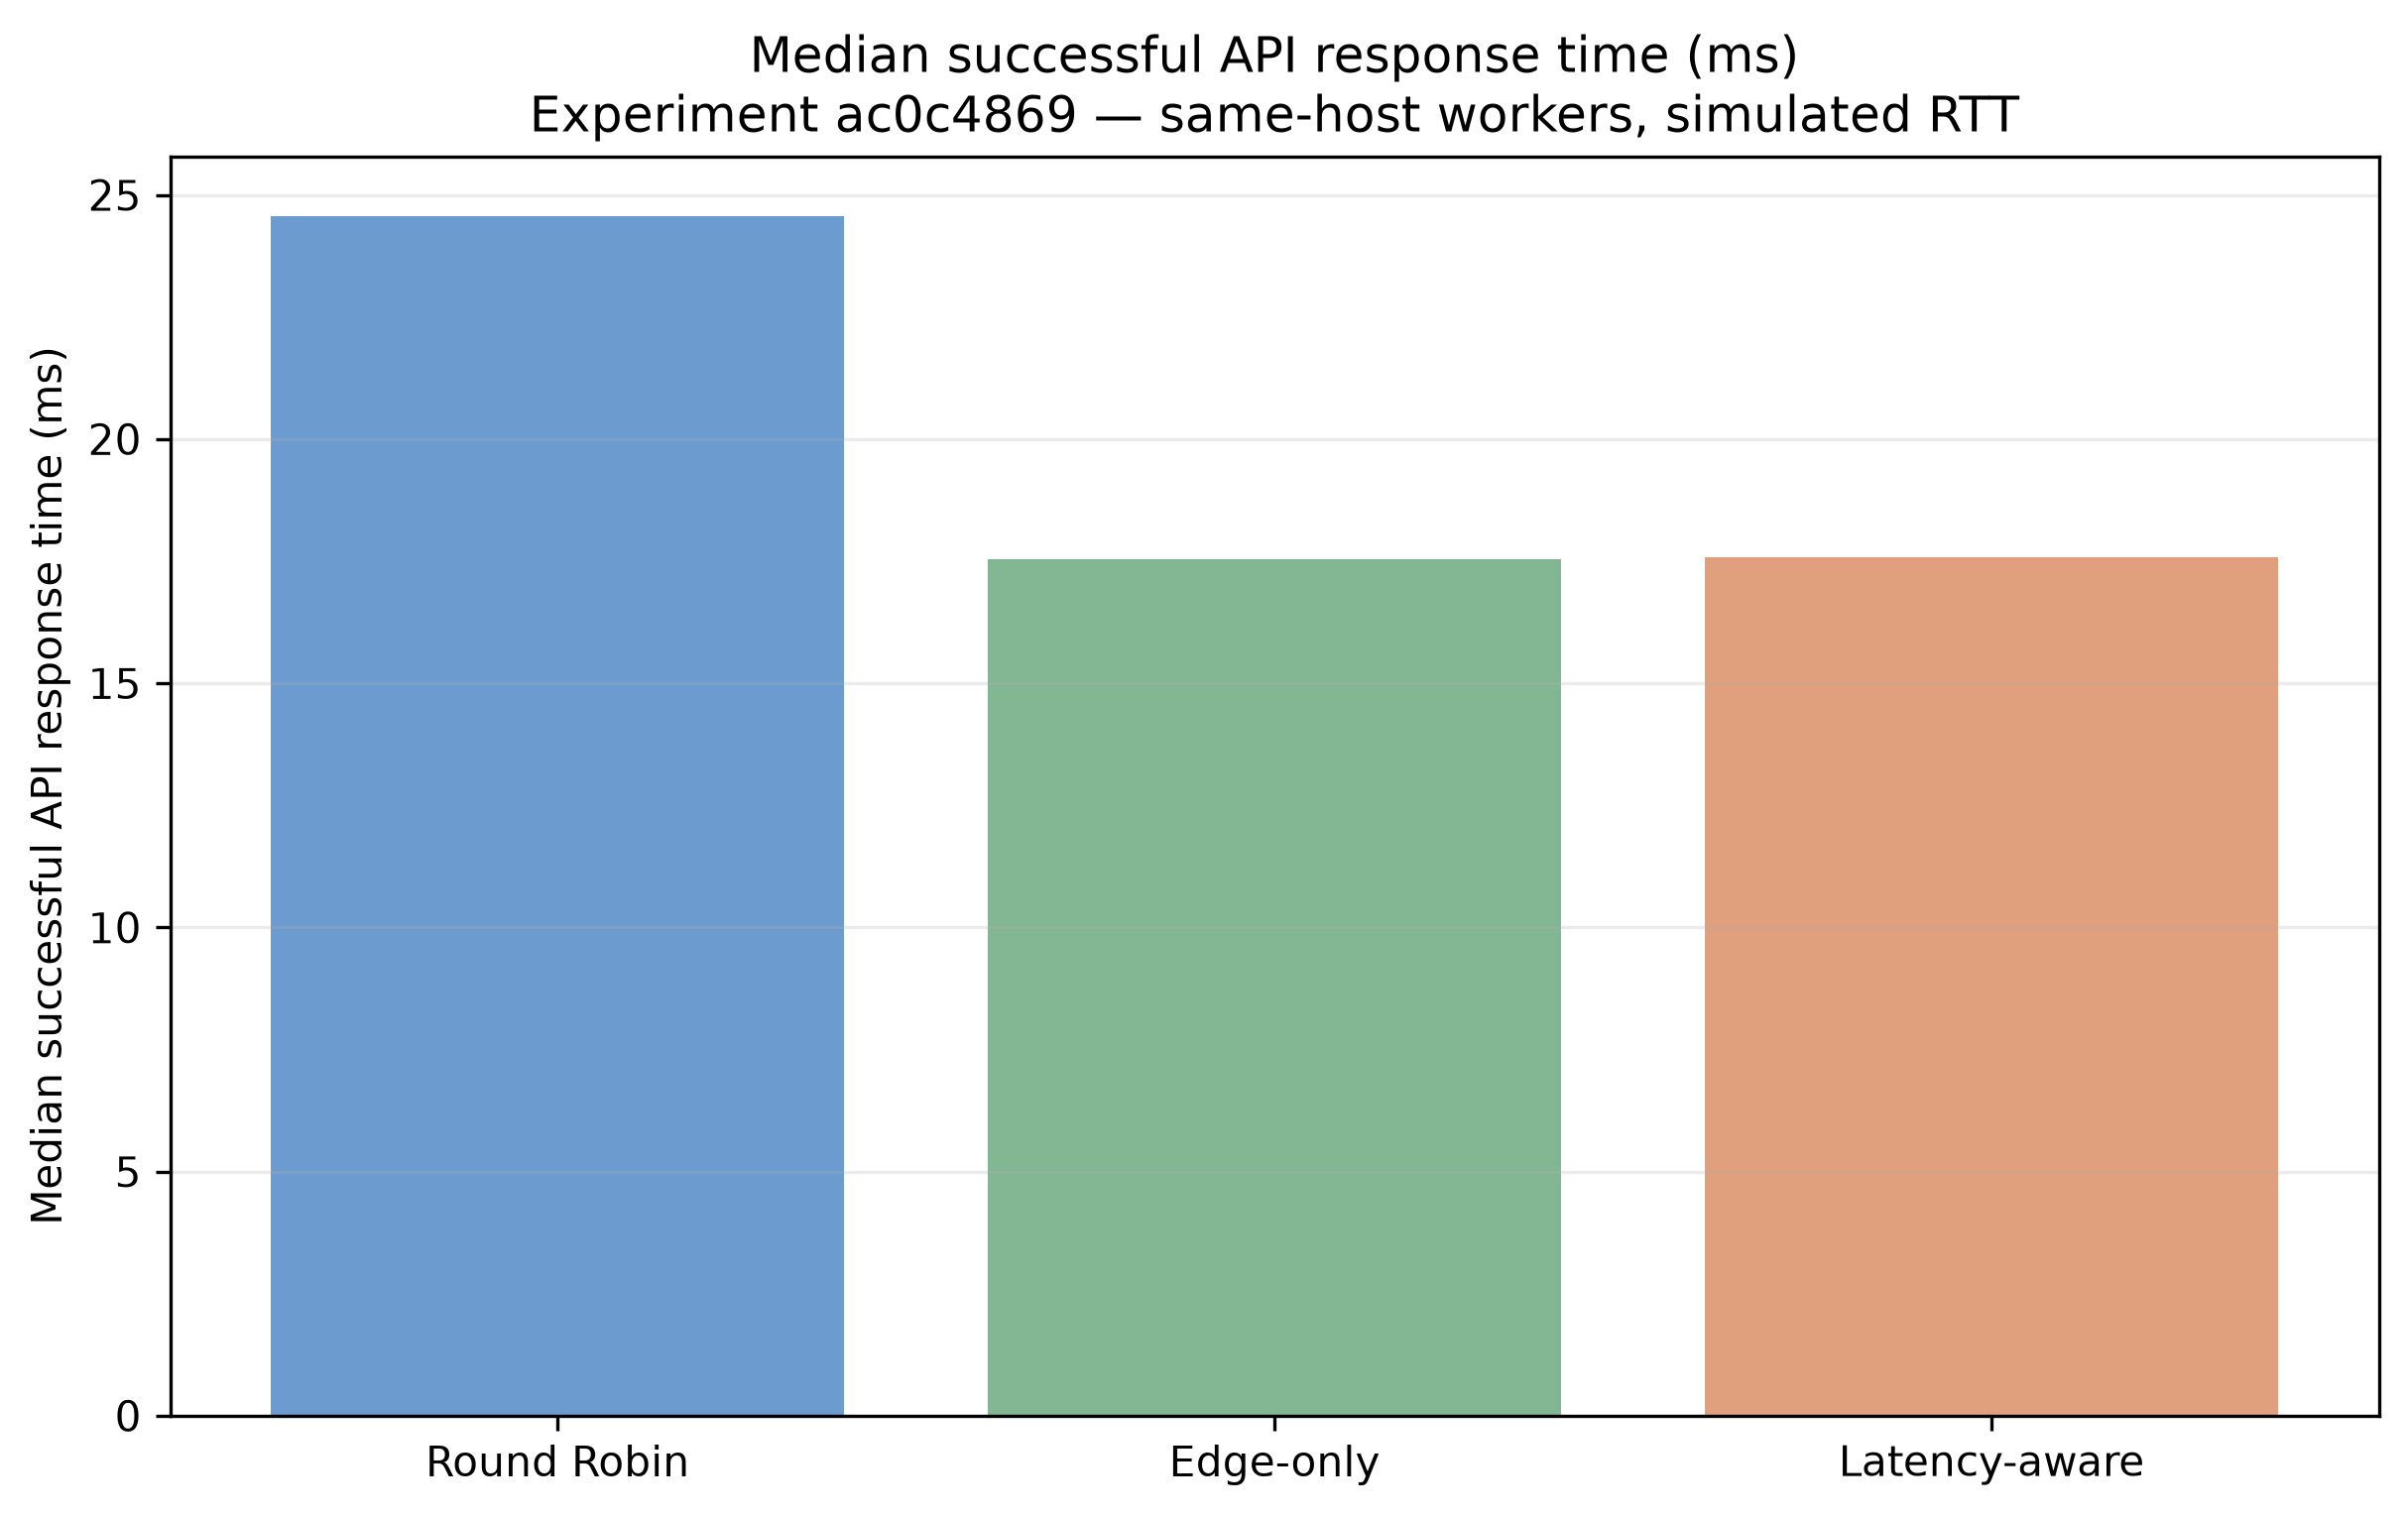 Median successful API response time (ms)
Experiment ac0c4869 — same-host workers, simulated RTT
Median successful API response time (ms)
25
20
15
10
5
0
Round Robin
Edge-only
Latency-aware